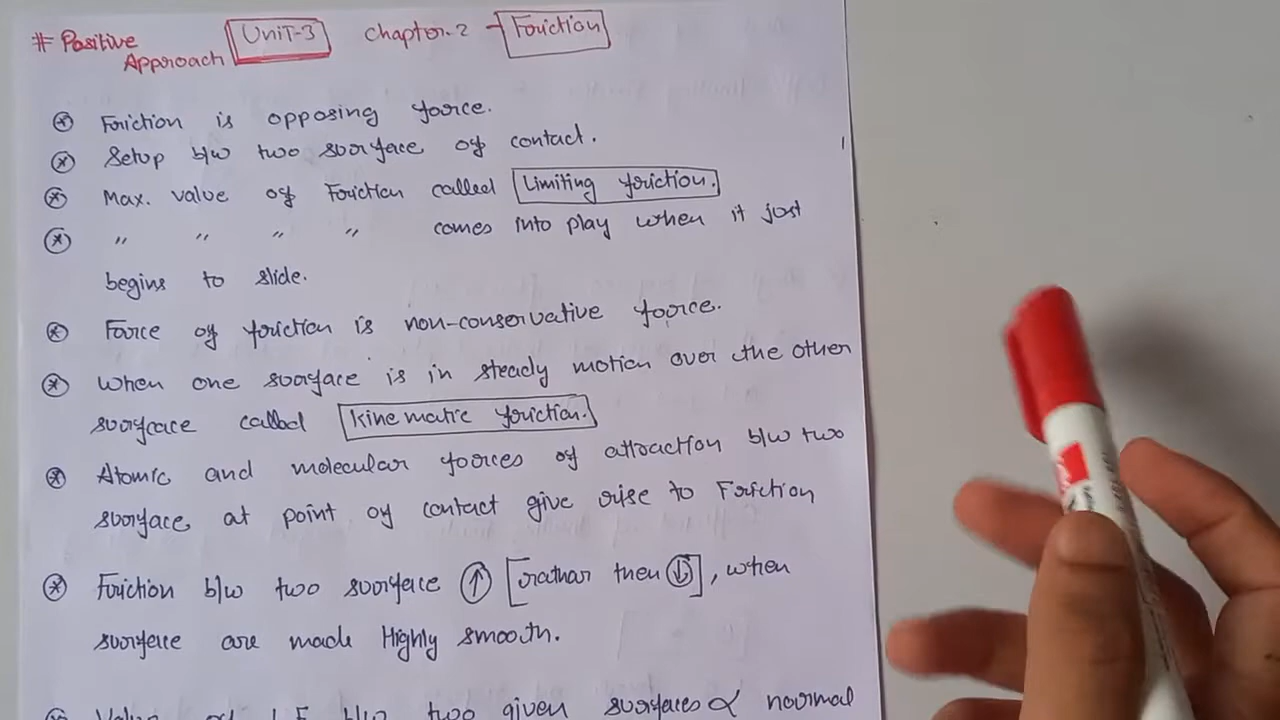 # Positive Approach UniT-3 chapter-2 - Friction
Friction is opposing force.
Setup b/w two surface of contact.
Max. value of Friction called Limiting friction.
" " " " comes into play when it just
begins to slide.
Force of friction is non-conservative force.
When one surface is in steady motion over the other
surface called Kinematic friction.
Atomic and molecular forces of attraction b/w two
surface at point of contact give rise to Friction
Friction b/w two surface ↑ [rathar then ↓], when
surface are made Highly smooth.
Value of L.F b/w two given surfaces ∝ normal